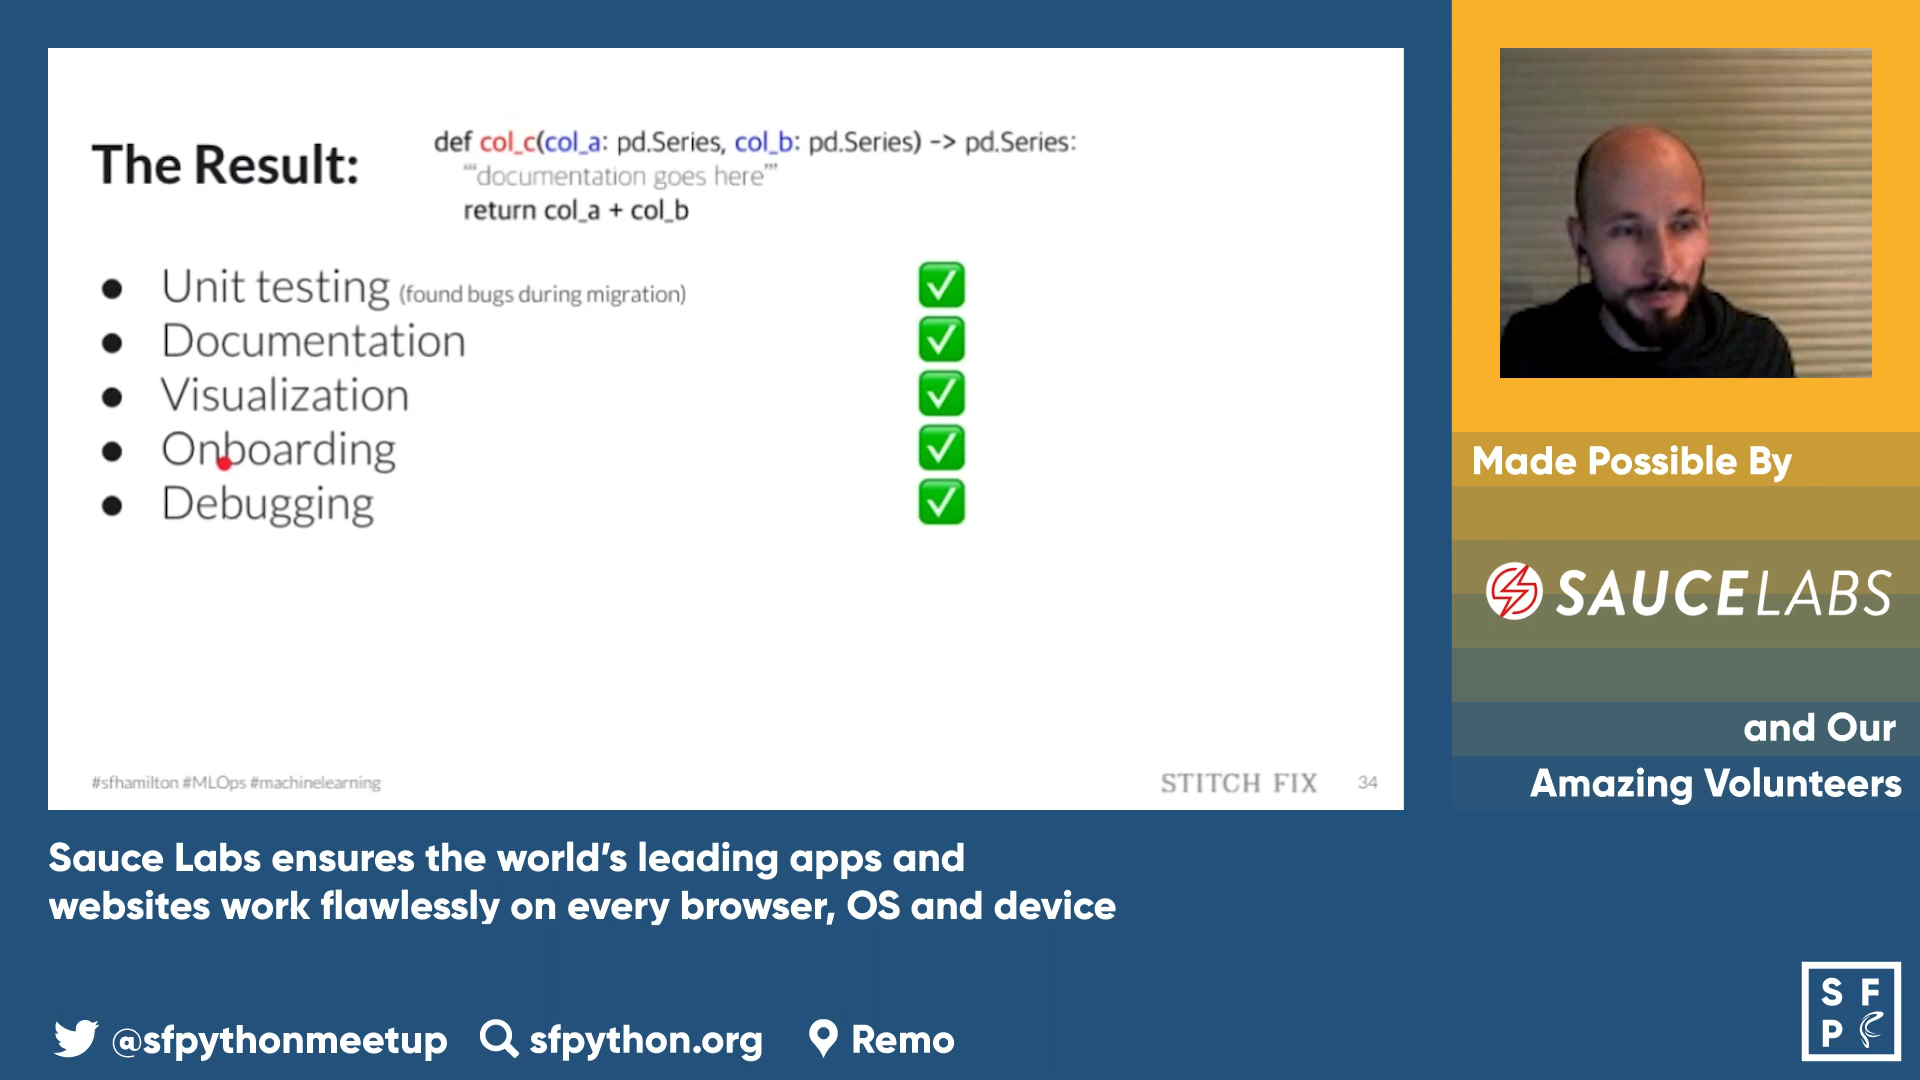 The Result:
def col_c(col_a: pd.Series, col_b: pd.Series) -> pd.Series:
'''documentation goes here'''
return col_a + col_b
● Unit testing (found bugs during migration) ✅
● Documentation ✅
● Visualization ✅
● Onboarding ✅
● Debugging ✅
#sfhamilton #MLOps #machinelearning
STITCH FIX
34
Made Possible By
SAUCELABS
and Our
Amazing Volunteers
Sauce Labs ensures the world's leading apps and
websites work flawlessly on every browser, OS and device
@sfpythonmeetup
sfpython.org
Remo
S F
P